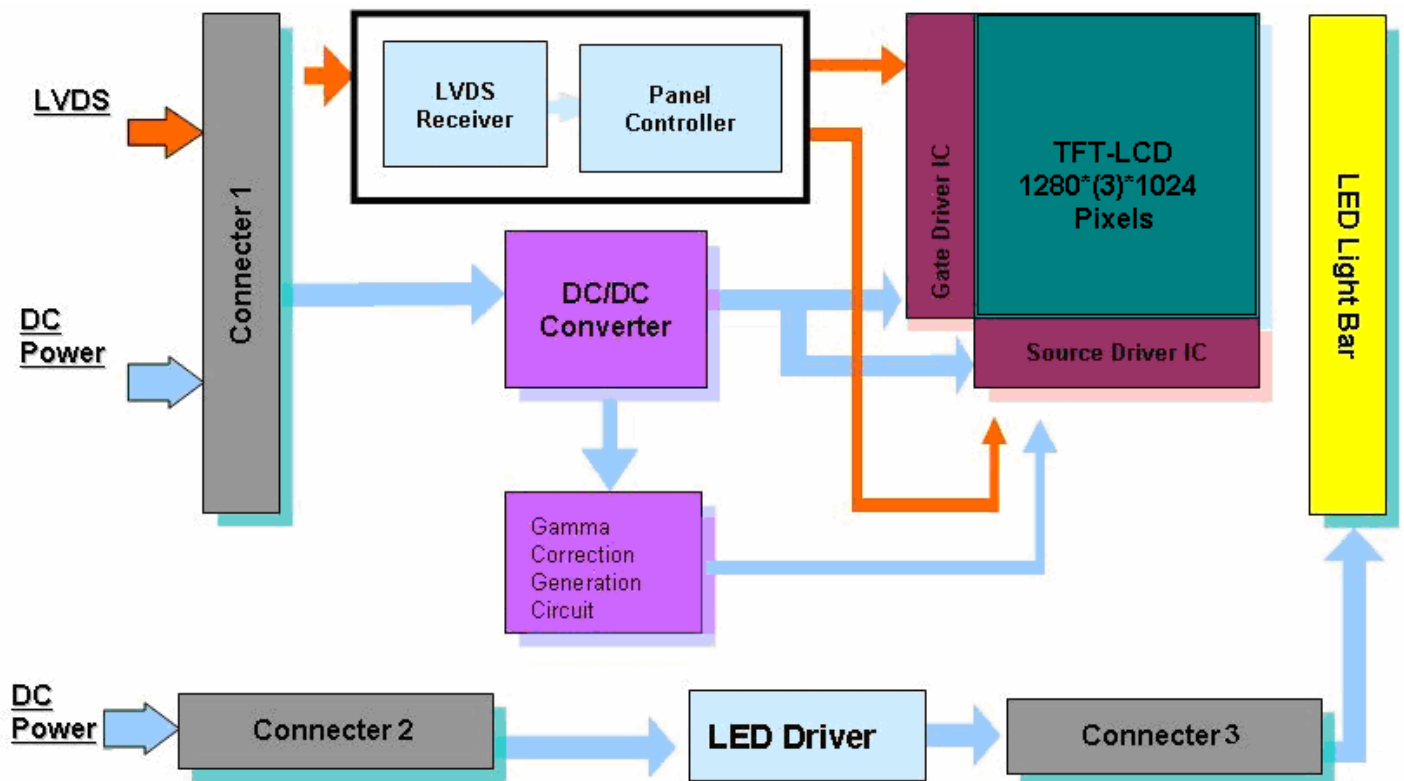 LVDS
DC
Power
Connecter 1
LVDS
Receiver
Panel
Controller
DC/DC
Converter
Gamma
Correction
Generation
Circuit
Gate Driver IC
TFT-LCD
1280*(3)*1024
Pixels
Source Driver IC
LED Light Bar
DC
Power
Connecter 2
LED Driver
Connecter 3